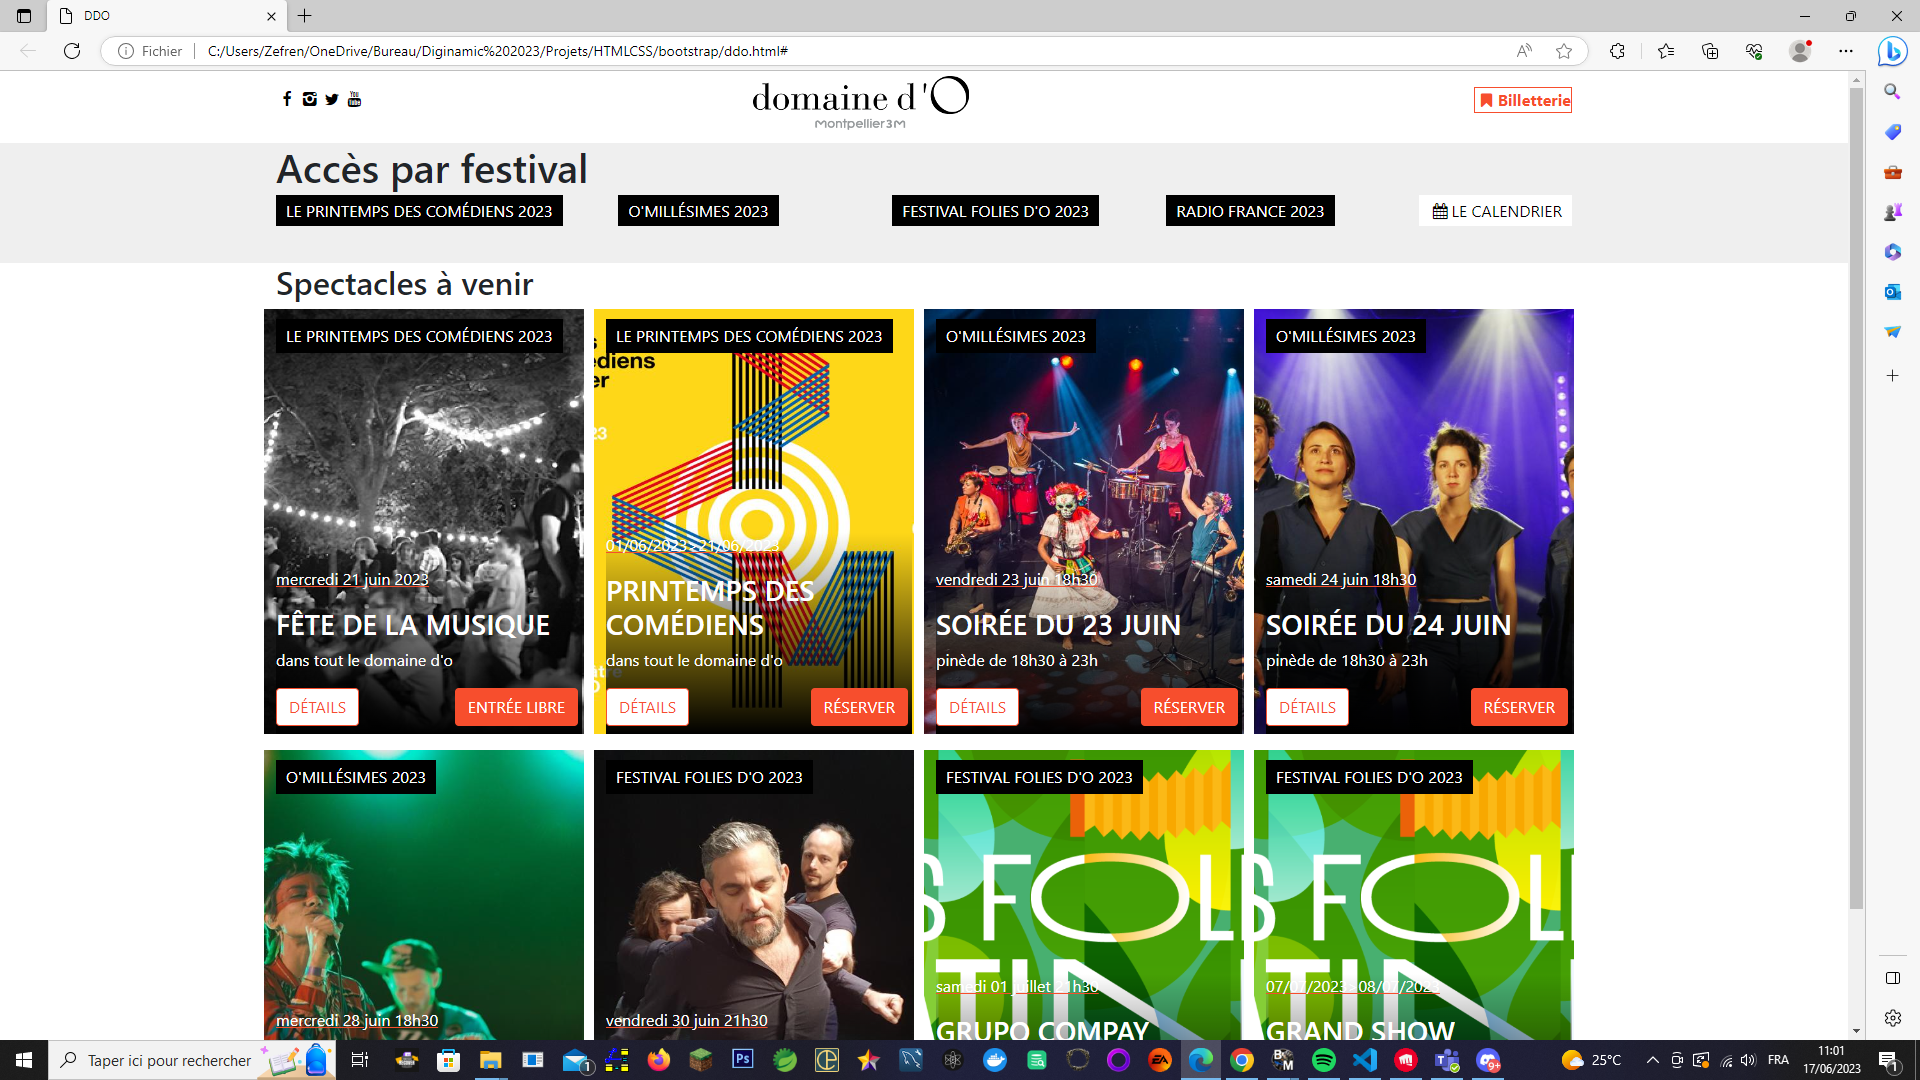 DDO
Fichier
C:/Users/Zefren/OneDrive/Bureau/Diginamic%202023/Projets/HTMLCSS/bootstrap/ddo.html#
domaine d'O
Montpellier3M
Billetterie
Accès par festival
LE PRINTEMPS DES COMÉDIENS 2023
O'MILLÉSIMES 2023
FESTIVAL FOLIES D'O 2023
RADIO FRANCE 2023
LE CALENDRIER
Spectacles à venir
LE PRINTEMPS DES COMÉDIENS 2023
mercredi 21 juin 2023
FÊTE DE LA MUSIQUE
dans tout le domaine d'o
DÉTAILS
ENTRÉE LIBRE
LE PRINTEMPS DES COMÉDIENS 2023
ediens
er
23
01/06/2023>21/06/2023
PRINTEMPS DES
COMÉDIENS
dans tout le domaine d'o
DÉTAILS
RÉSERVER
O'MILLÉSIMES 2023
vendredi 23 juin 18h30
SOIRÉE DU 23 JUIN
pinède de 18h30 à 23h
DÉTAILS
RÉSERVER
O'MILLÉSIMES 2023
samedi 24 juin 18h30
SOIRÉE DU 24 JUIN
pinède de 18h30 à 23h
DÉTAILS
RÉSERVER
O'MILLÉSIMES 2023
mercredi 28 juin 18h30
FESTIVAL FOLIES D'O 2023
vendredi 30 juin 21h30
FESTIVAL FOLIES D'O 2023
S FOL
samedi 01 juillet 21h30
GRUPO COMPAY
FESTIVAL FOLIES D'O 2023
S FOL
07/07/2023>08/07/2023
GRAND SHOW
Taper ici pour rechercher
25°C
FRA
11:01
17/06/2023